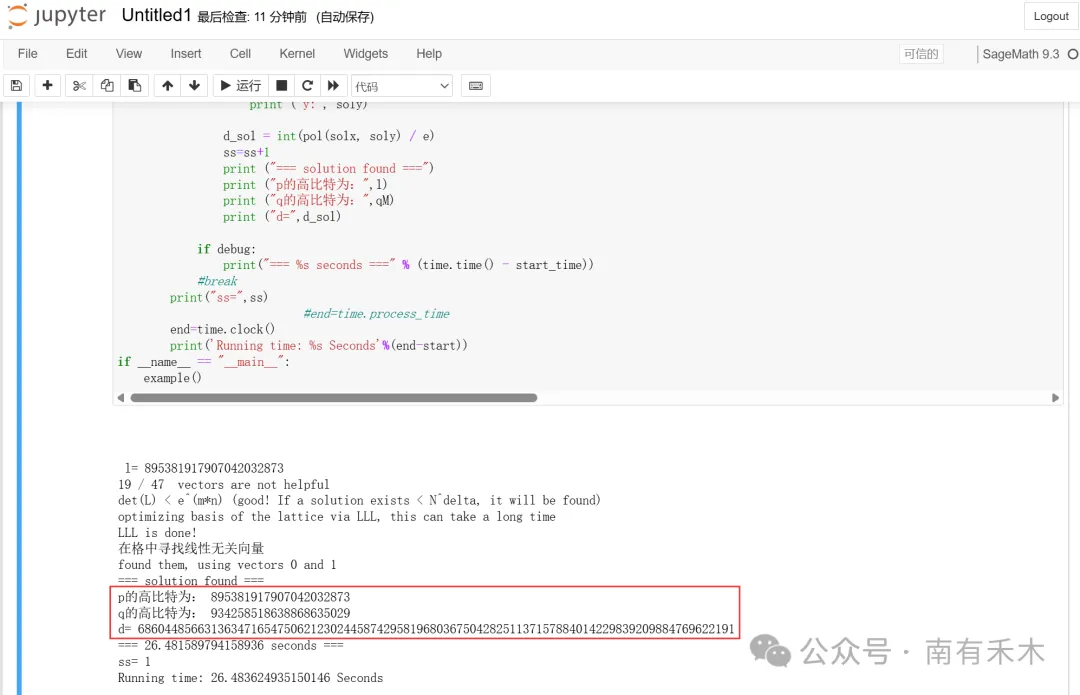 jupyter Untitled1 最后检查: 11 分钟前 (自动保存) Logout
File Edit View Insert Cell Kernel Widgets Help 可信的 SageMath 9.3
运行 代码
print ("y:", soly)
d_sol = int(pol(solx, soly) / e)
ss=ss+1
print ("=== solution found ===")
print ("p的高比特为: ",l)
print ("q的高比特为: ",qM)
print ("d=",d_sol)
if debug:
print("=== %s seconds ===" % (time.time() - start_time))
#break
print("ss=",ss)
#end=time.process_time
end=time.clock()
print('Running time: %s Seconds'%(end-start))
if __name__ == "__main__":
example()
l= 895381917907042032873
19 / 47 vectors are not helpful
det(L) < e^(m*n) (good! If a solution exists < N^delta, it will be found)
optimizing basis of the lattice via LLL, this can take a long time
LLL is done!
在格中寻找线性无关向量
found them, using vectors 0 and 1
=== solution found ===
p的高比特为: 895381917907042032873
q的高比特为: 934258518638868635029
d= 68604485663136347165475062123024458742958196803675042825113715788401422983920988476962219​1
=== 26.481589794158936 seconds ===
ss= 1
Running time: 26.483624935150146 Seconds
公众号 · 南有禾木